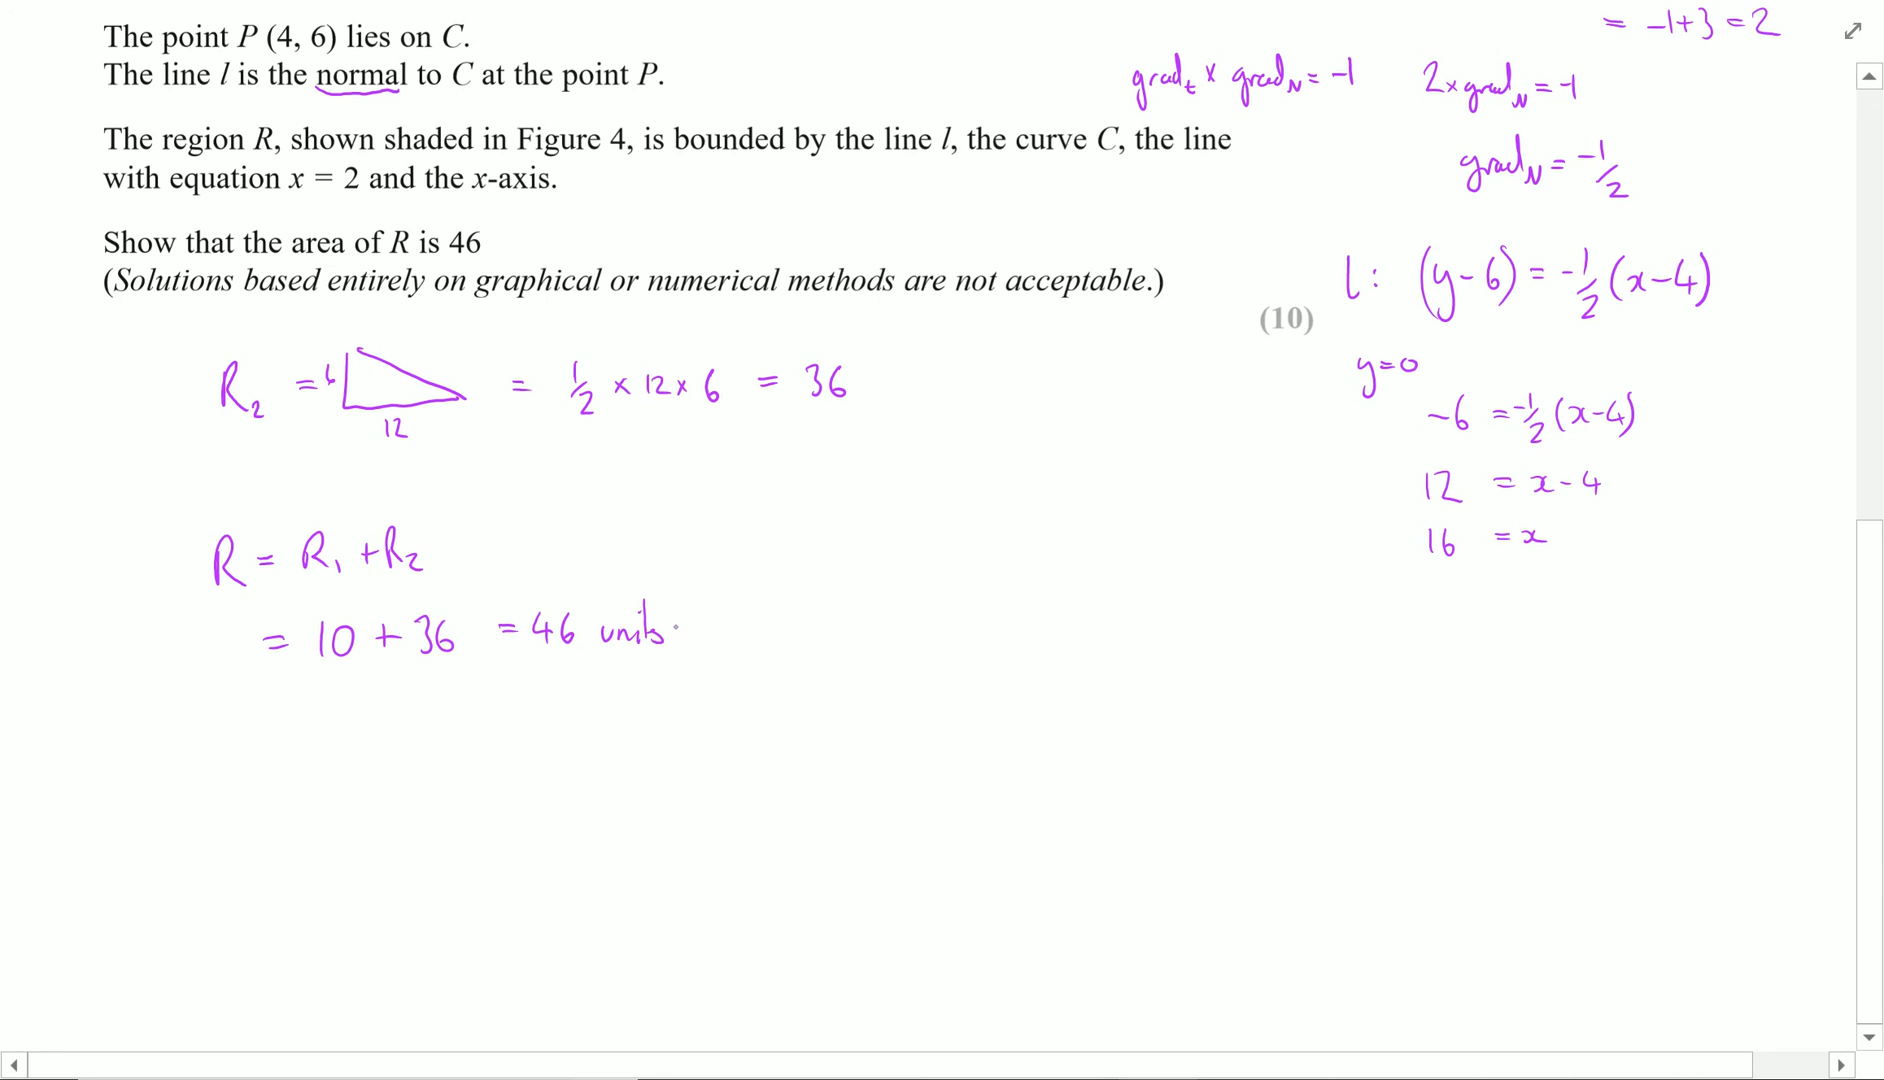 The point P (4, 6) lies on C.
The line l is the normal to C at the point P.
The region R, shown shaded in Figure 4, is bounded by the line l, the curve C, the line
with equation x = 2 and the x-axis.
Show that the area of R is 46
(Solutions based entirely on graphical or numerical methods are not acceptable.)
(10)
R₂ = 6 12 = 1/2 × 12 × 6 = 36
R = R₁ + R₂
= 10 + 36 = 46 units
= -1+3 = 2
grad_t × grad_N = -1 2 × grad_N = -1
grad_N = -1/2
l: (y-6) = -1/2 (x-4)
y=0
-6 = -1/2 (x-4)
12 = x-4
16 = x